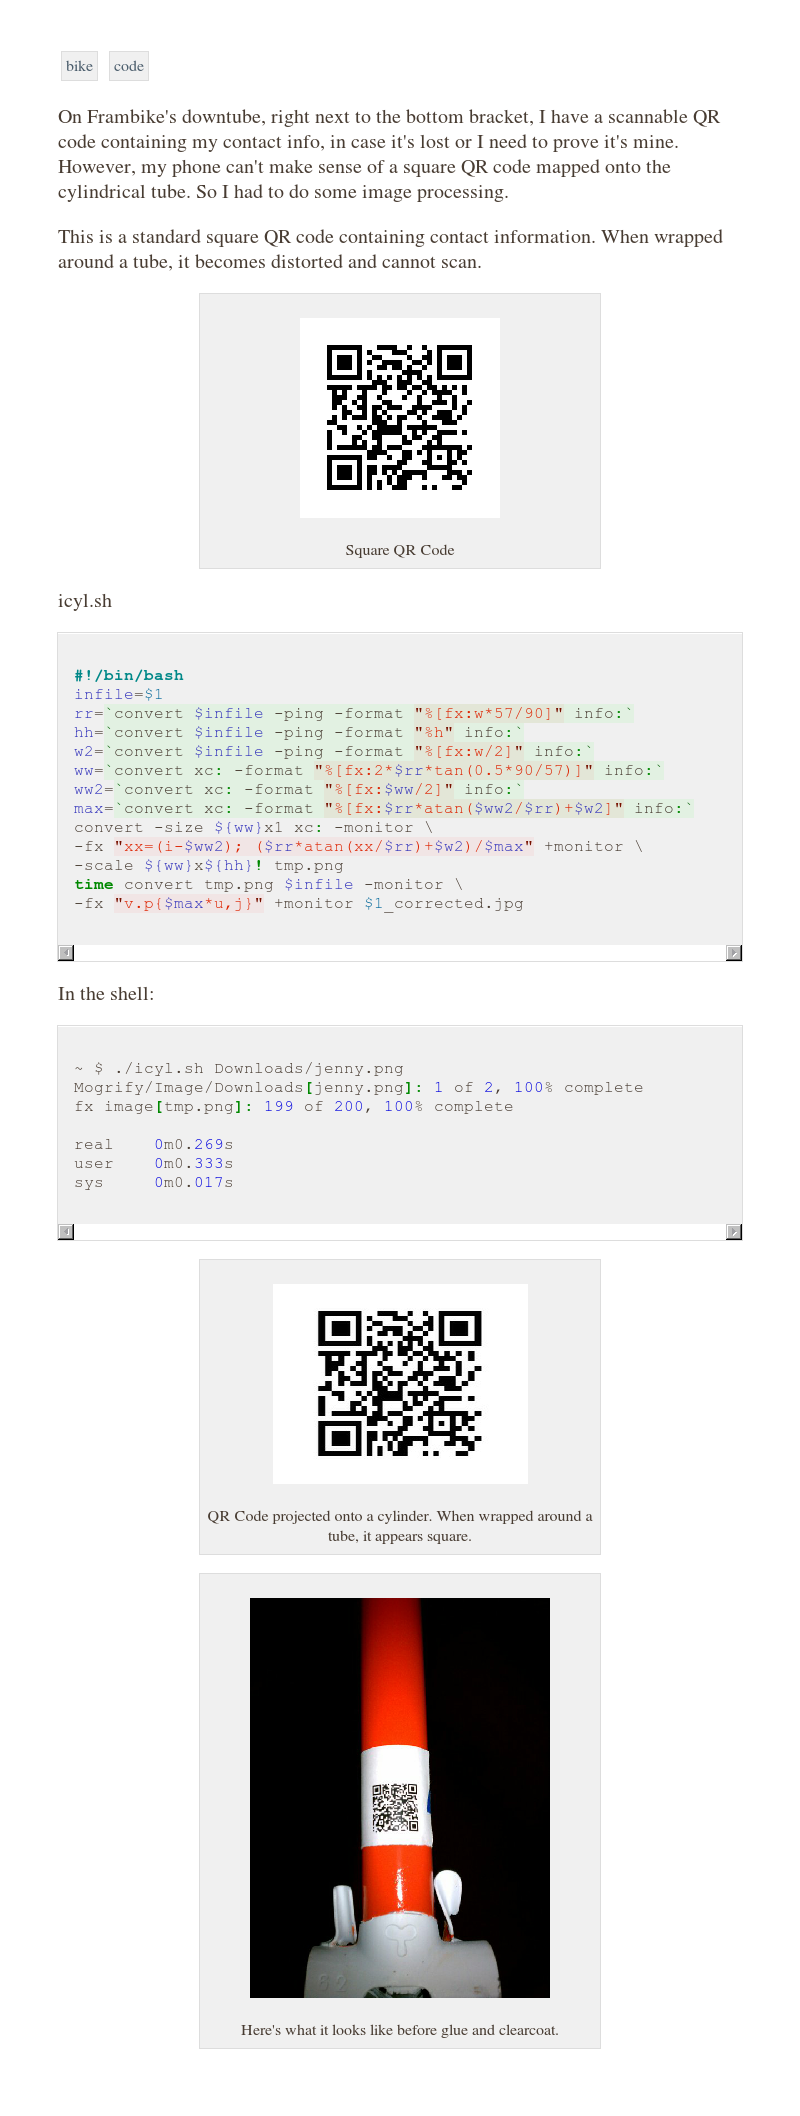 bike code
On Frambike's downtube, right next to the bottom bracket, I have a scannable QR
code containing my contact info, in case it's lost or I need to prove it's mine.
However, my phone can't make sense of a square QR code mapped onto the
cylindrical tube. So I had to do some image processing.
This is a standard square QR code containing contact information. When wrapped
around a tube, it becomes distorted and cannot scan.
Square QR Code
icyl.sh
#!/bin/bash
infile=$1
rr=`convert $infile -ping -format "%[fx:w*57/90]" info:`
hh=`convert $infile -ping -format "%h" info:`
w2=`convert $infile -ping -format "%[fx:w/2]" info:`
ww=`convert xc: -format "%[fx:2*$rr*tan(0.5*90/57)]" info:`
ww2=`convert xc: -format "%[fx:$ww/2]" info:`
max=`convert xc: -format "%[fx:$rr*atan($ww2/$rr)+$w2]" info:`
convert -size ${ww}x1 xc: -monitor \
-fx "xx=(i-$ww2); ($rr*atan(xx/$rr)+$w2)/$max" +monitor \
-scale ${ww}x${hh}! tmp.png
time convert tmp.png $infile -monitor \
-fx "v.p{$max*u,j}" +monitor $1_corrected.jpg
In the shell:
~ $ ./icyl.sh Downloads/jenny.png
Mogrify/Image/Downloads[jenny.png]: 1 of 2, 100% complete
fx image[tmp.png]: 199 of 200, 100% complete
real    0m0.269s
user    0m0.333s
sys     0m0.017s
QR Code projected onto a cylinder. When wrapped around a
tube, it appears square.
Here's what it looks like before glue and clearcoat.